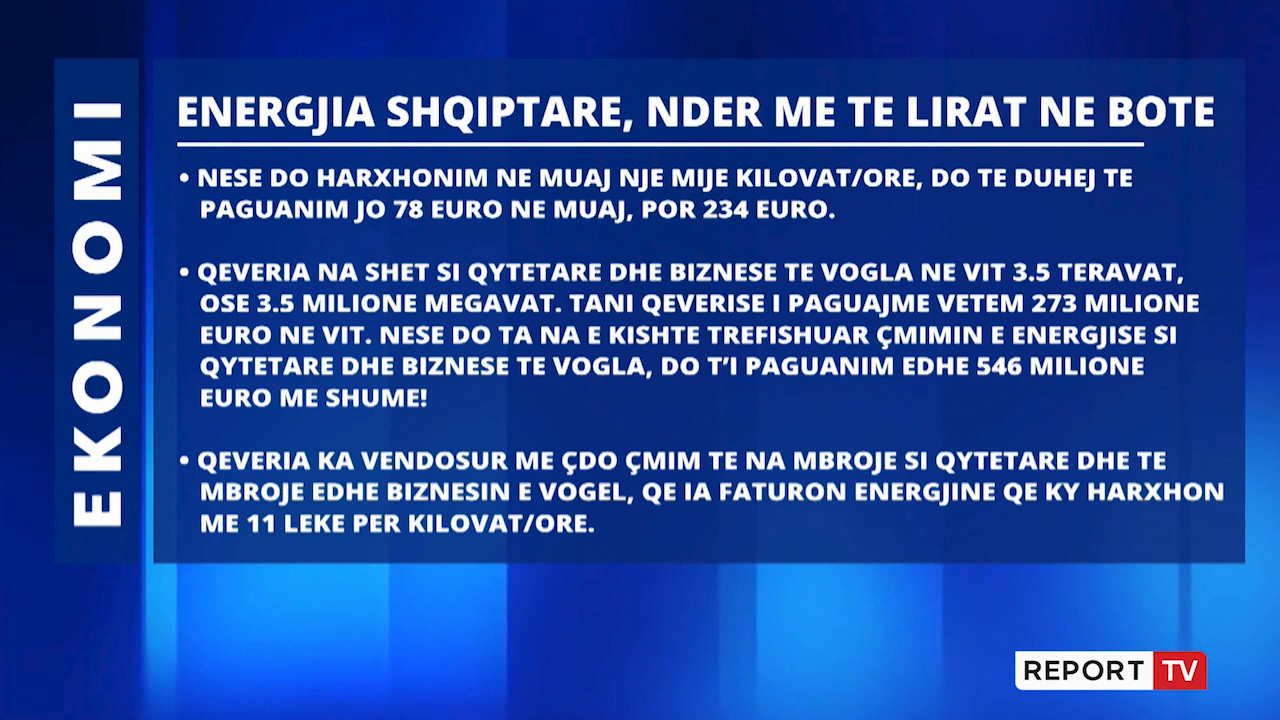 EKONOMI
ENERGJIA SHQIPTARE, NDER ME TE LIRAT NE BOTE
• NESE DO HARXHONIM NE MUAJ NJE MIJE KILOVAT/ORE, DO TE DUHEJ TE
PAGUANIM JO 78 EURO NE MUAJ, POR 234 EURO.
• QEVERIA NA SHET SI QYTETARE DHE BIZNESE TE VOGLA NE VIT 3.5 TERAVAT,
OSE 3.5 MILIONE MEGAVAT. TANI QEVERISE I PAGUAJME VETEM 273 MILIONE
EURO NE VIT. NESE DO TA NA E KISHTE TREFISHUAR ÇMIMIN E ENERGJISE SI
QYTETARE DHE BIZNESE TE VOGLA, DO T'I PAGUANIM EDHE 546 MILIONE
EURO ME SHUME!
• QEVERIA KA VENDOSUR ME ÇDO ÇMIM TE NA MBROJE SI QYTETARE DHE TE
MBROJE EDHE BIZNESIN E VOGEL, QE IA FATURON ENERGJINE QE KY HARXHON
ME 11 LEKE PER KILOVAT/ORE.
REPORT TV